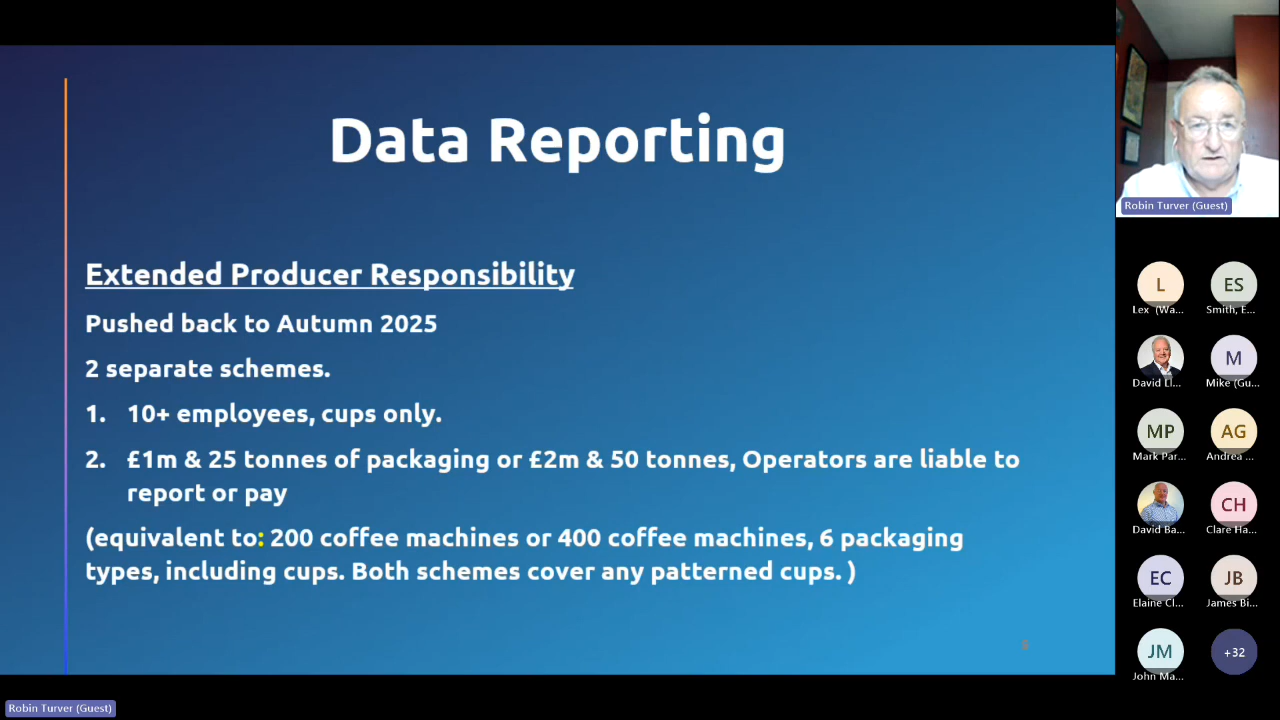 Data Reporting
Extended Producer Responsibility
Pushed back to Autumn 2025
2 separate schemes.
1. 10+ employees, cups only.
2. £1m & 25 tonnes of packaging or £2m & 50 tonnes, Operators are liable to
report or pay
(equivalent to: 200 coffee machines or 400 coffee machines, 6 packaging
types, including cups. Both schemes cover any patterned cups. )
Robin Turver (Guest)
L
Lex (Wa...
ES
Smith, E...
David Ll...
M
Mike (Gu...
MP
Mark Par...
AG
Andrea ...
David Ba...
CH
Clare Ha...
EC
Elaine Cl...
JB
James Bi...
JM
John Ma...
+32
Robin Turver (Guest)